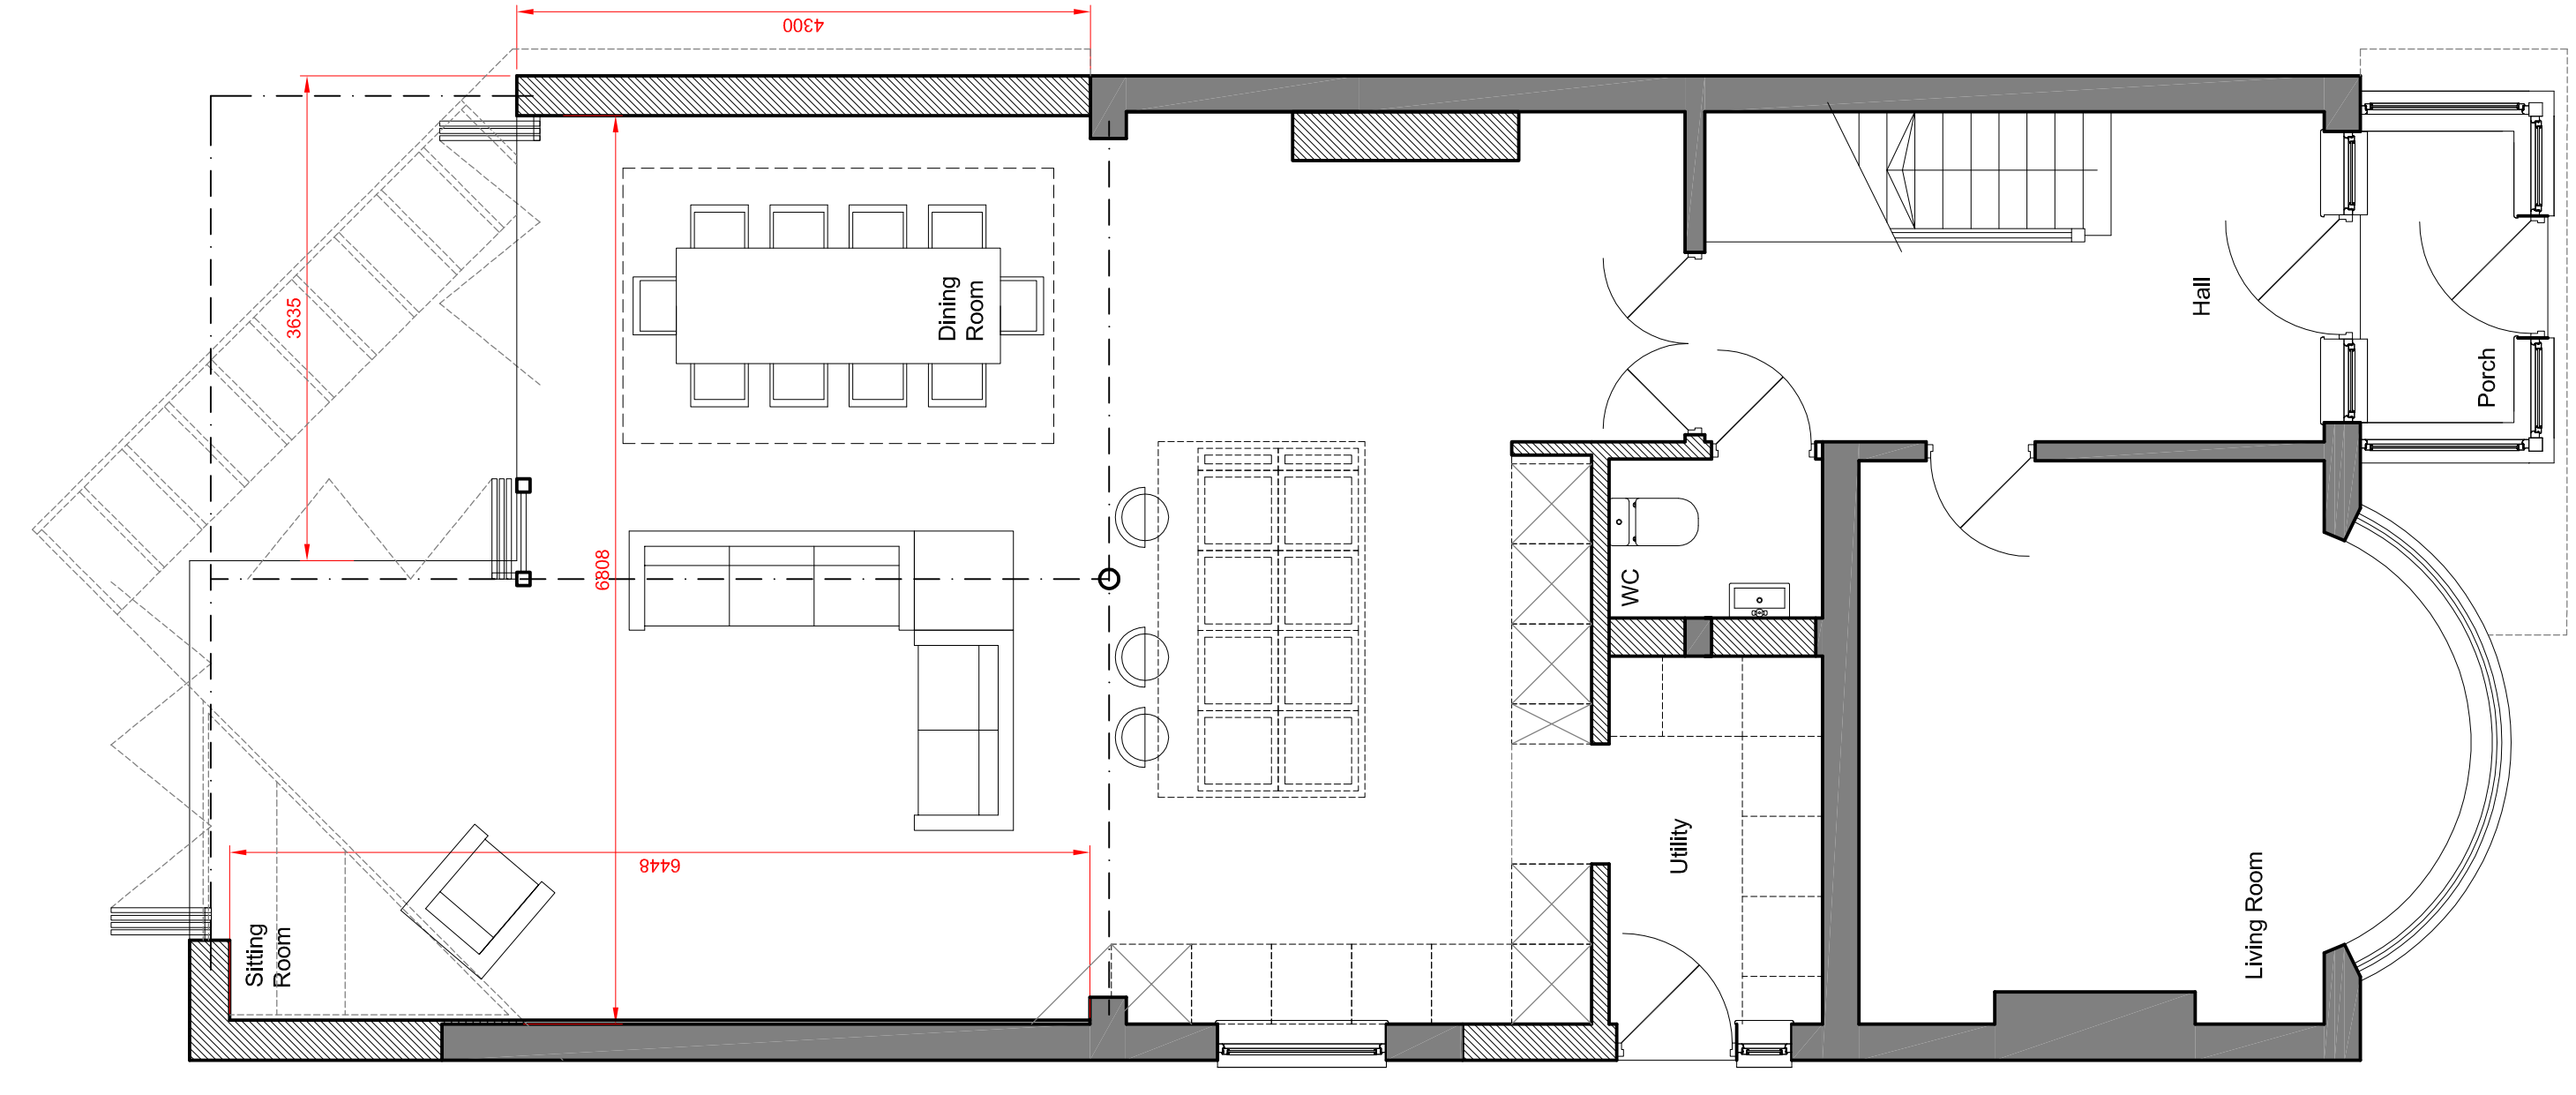 4300
3635
6808
6448
Dining
Room
Sitting
Room
WC
Utility
Hall
Porch
Living Room